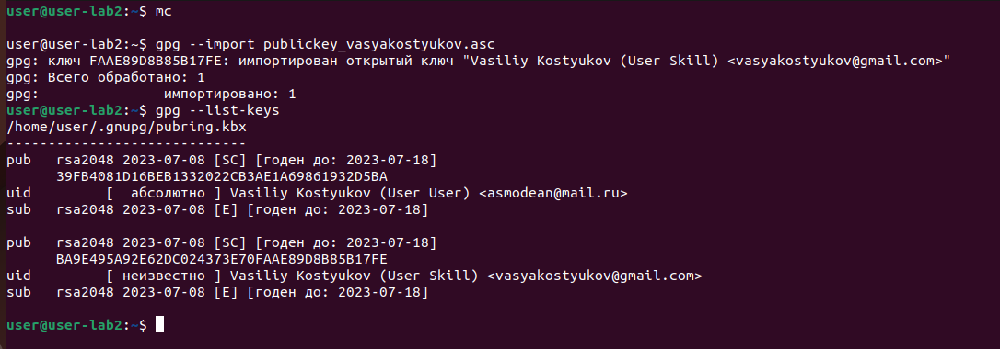 user@user-lab2:~$ mc
user@user-lab2:~$ gpg --import publickey_vasyakostyukov.asc
gpg: ключ FAAE89D8B85B17FE: импортирован открытый ключ "Vasiliy Kostyukov (User Skill) <vasyakostyukov@gmail.com>"
gpg: Всего обработано: 1
gpg:               импортировано: 1
user@user-lab2:~$ gpg --list-keys
/home/user/.gnupg/pubring.kbx
-----------------------------
pub   rsa2048 2023-07-08 [SC] [годен до: 2023-07-18]
      39FB4081D16BEB1332022CB3AE1A69861932D5BA
uid         [  абсолютно ] Vasiliy Kostyukov (User User) <asmodean@mail.ru>
sub   rsa2048 2023-07-08 [E] [годен до: 2023-07-18]
pub   rsa2048 2023-07-08 [SC] [годен до: 2023-07-18]
      BA9E495A92E62DC024373E70FAAE89D8B85B17FE
uid         [ неизвестно ] Vasiliy Kostyukov (User Skill) <vasyakostyukov@gmail.com>
sub   rsa2048 2023-07-08 [E] [годен до: 2023-07-18]
user@user-lab2:~$